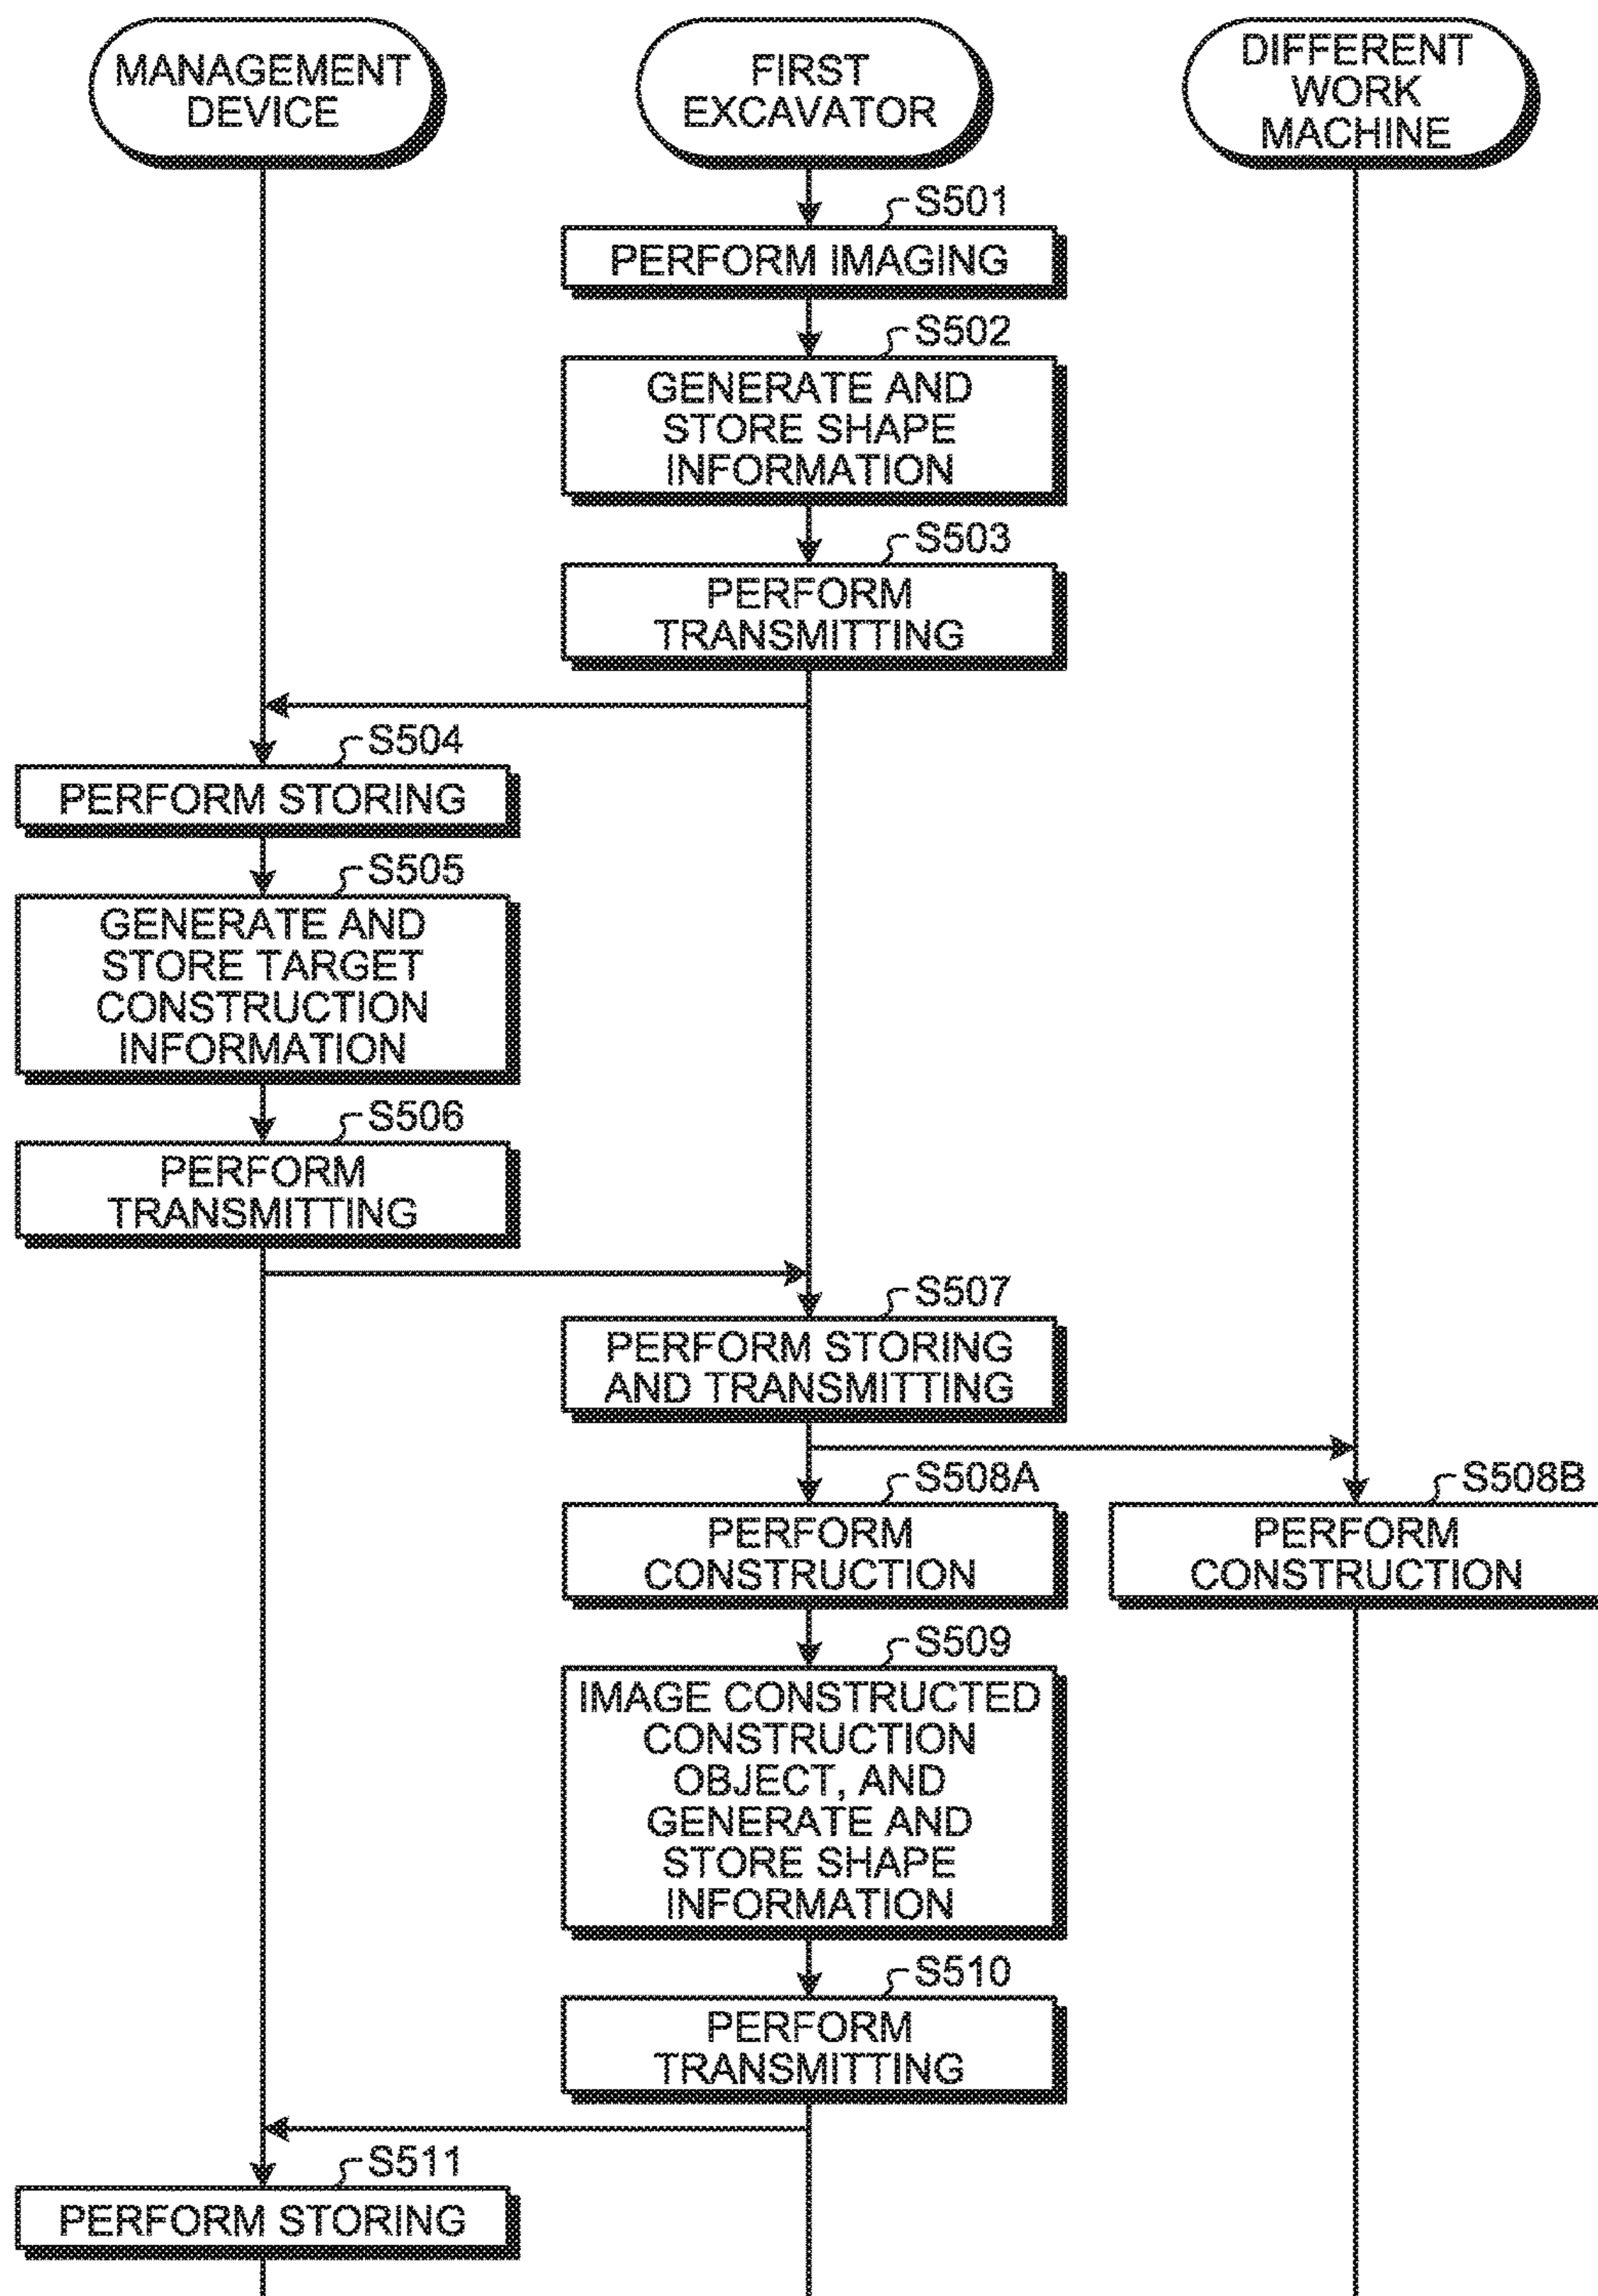 MANAGEMENT
DEVICE
FIRST
EXCAVATOR
DIFFERENT
WORK
MACHINE
S501
PERFORM IMAGING
S502
GENERATE AND
STORE SHAPE
INFORMATION
S503
PERFORM
TRANSMITTING
S504
PERFORM STORING
S505
GENERATE AND
STORE TARGET
CONSTRUCTION
INFORMATION
S506
PERFORM
TRANSMITTING
S507
PERFORM STORING
AND TRANSMITTING
S508A
PERFORM
CONSTRUCTION
S508B
PERFORM
CONSTRUCTION
S509
IMAGE CONSTRUCTED
CONSTRUCTION
OBJECT, AND
GENERATE AND
STORE SHAPE
INFORMATION
S510
PERFORM
TRANSMITTING
S511
PERFORM STORING